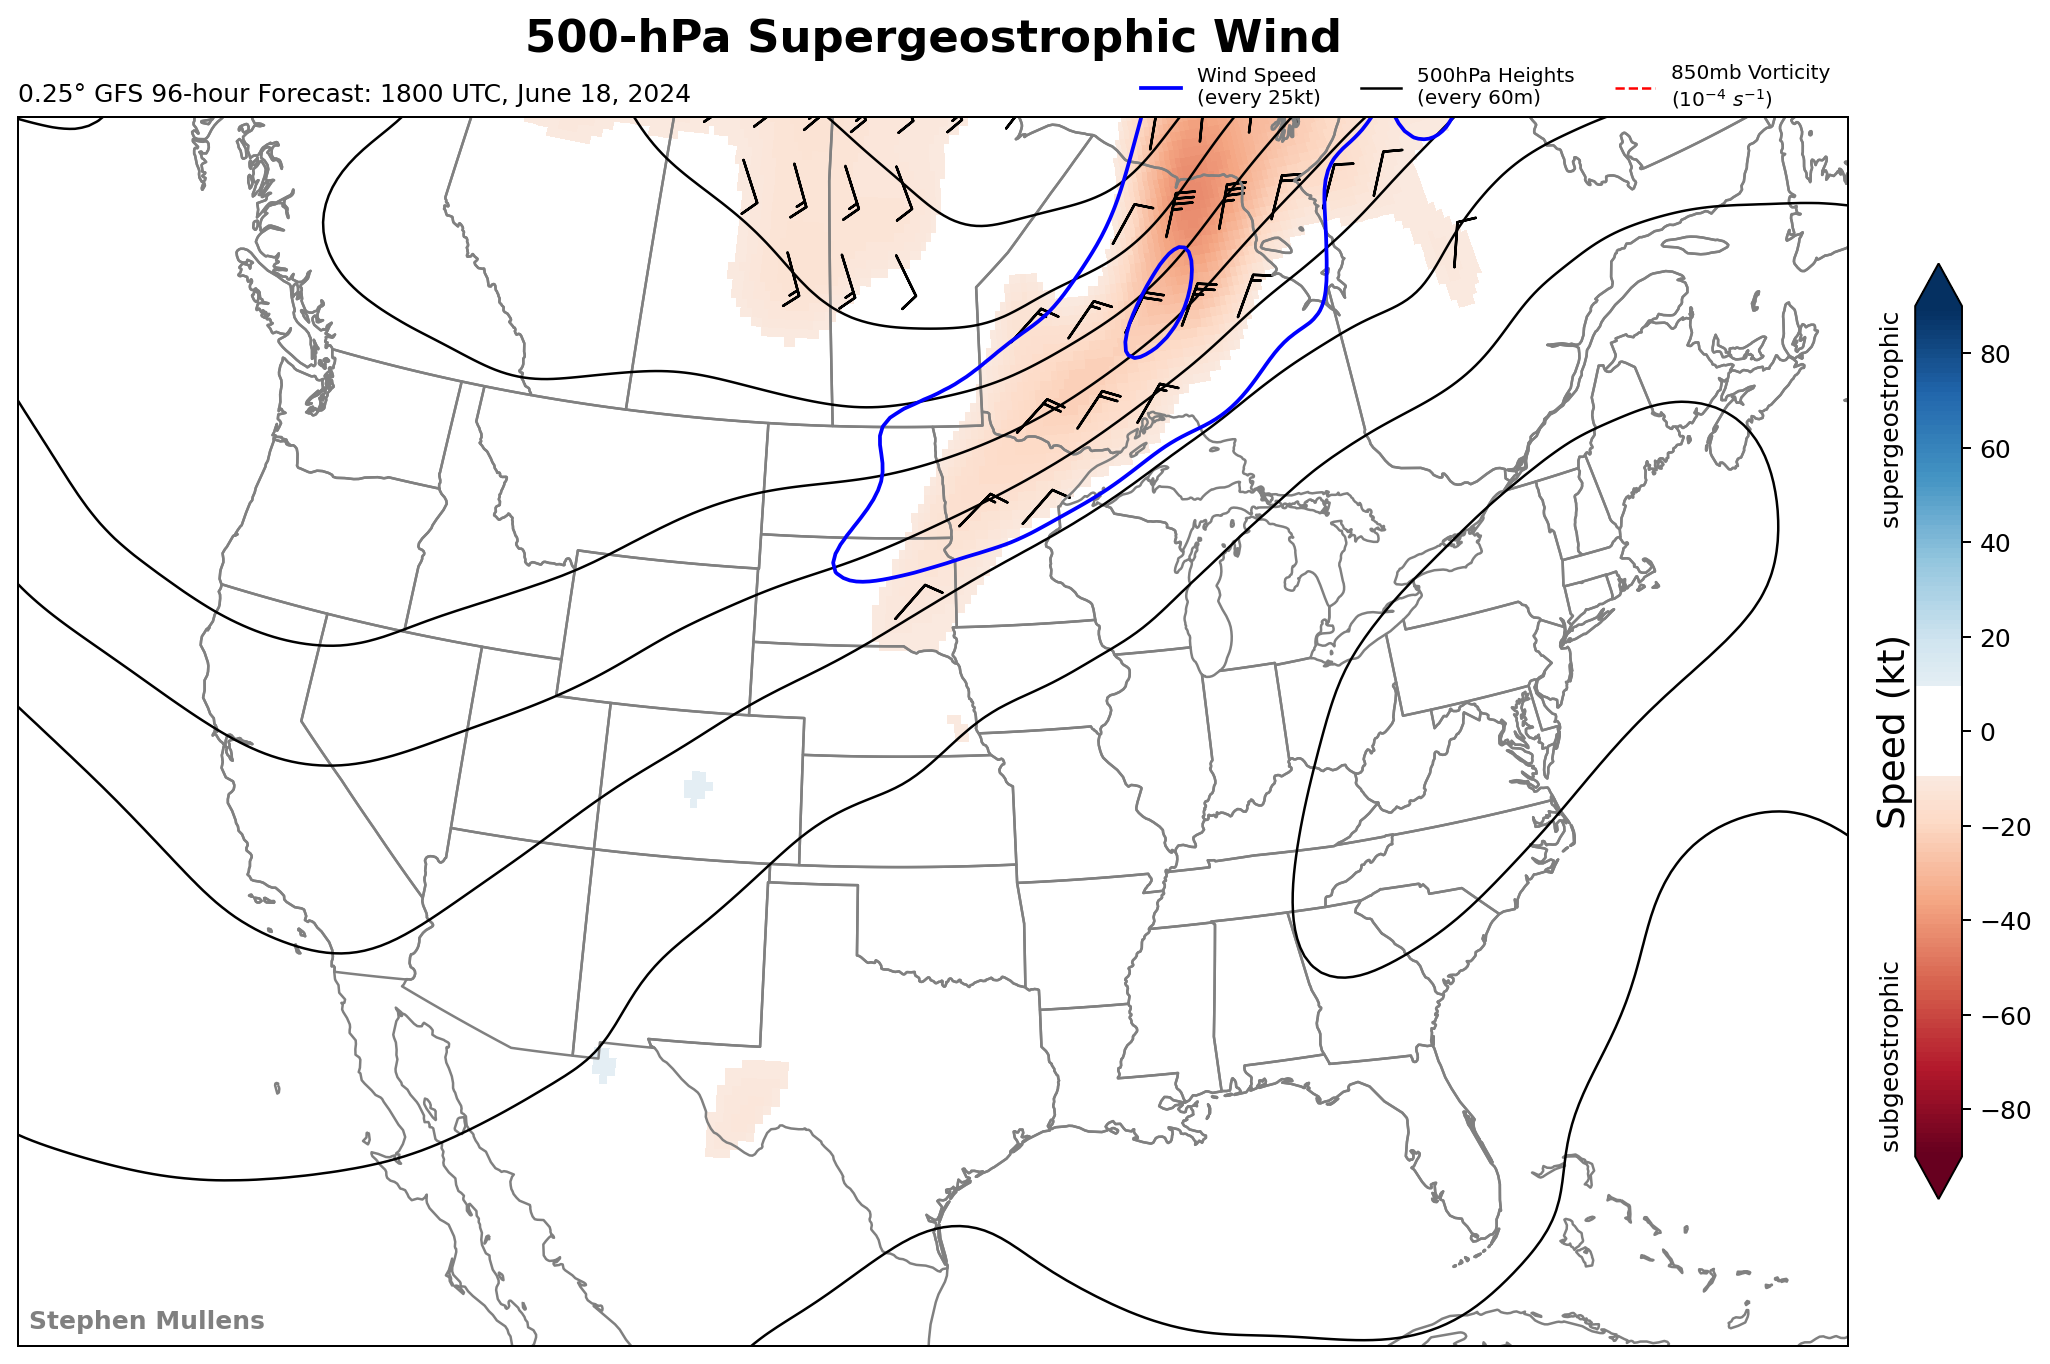 500-hPa Supergeostrophic Wind
0.25° GFS 96-hour Forecast: 1800 UTC, June 18, 2024
Wind Speed
(every 25kt)
500hPa Heights
(every 60m)
850mb Vorticity
(10⁻⁴ s⁻¹)
supergeostrophic
Speed (kt)
subgeostrophic
80
60
40
20
0
−20
−40
−60
−80
Stephen Mullens